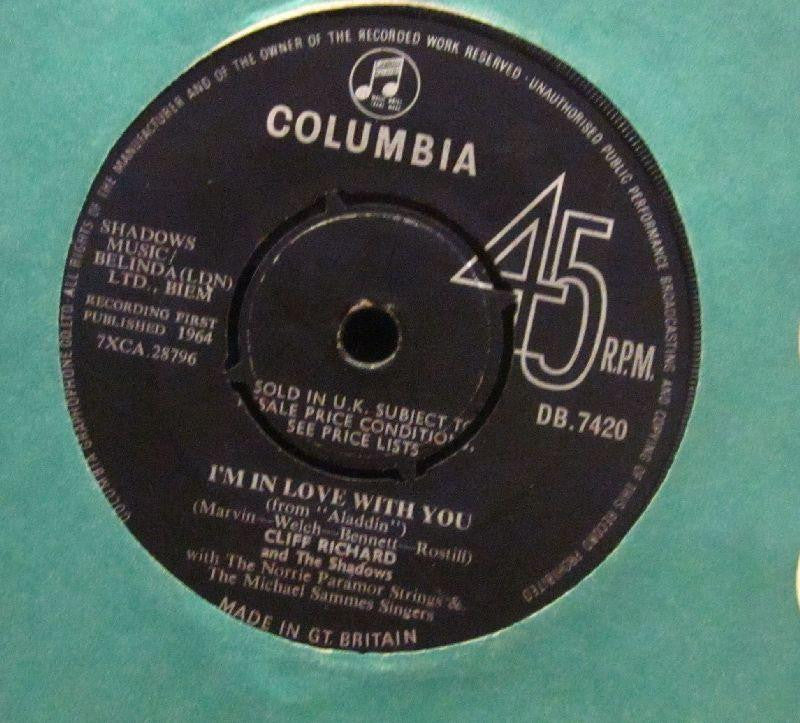 COLUMBIA GRAMOPHONE CO. LTD. ALL RIGHTS OF THE MANUFACTURER AND OF THE OWNER OF THE RECORDED WORK RESERVED · UNAUTHORISED PUBLIC PERFORMANCE BROADCASTING AND COPYING OF THIS RECORD PROHIBITED
COLUMBIA
45
R.P.M.
DB.7420
SHADOWS
MUSIC/
BELINDA(LDN)
LTD., BIEM
RECORDING FIRST
PUBLISHED 1964
7XCA.28796
SOLD IN U.K. SUBJECT TO
SALE PRICE CONDITIONS,
SEE PRICE LISTS
I'M IN LOVE WITH YOU
(from "Aladdin")
(Marvin—Welch—Bennett—Rostill)
CLIFF RICHARD
and The Shadows
with The Norrie Paramor Strings &
The Michael Sammes Singers
MADE IN GT. BRITAIN